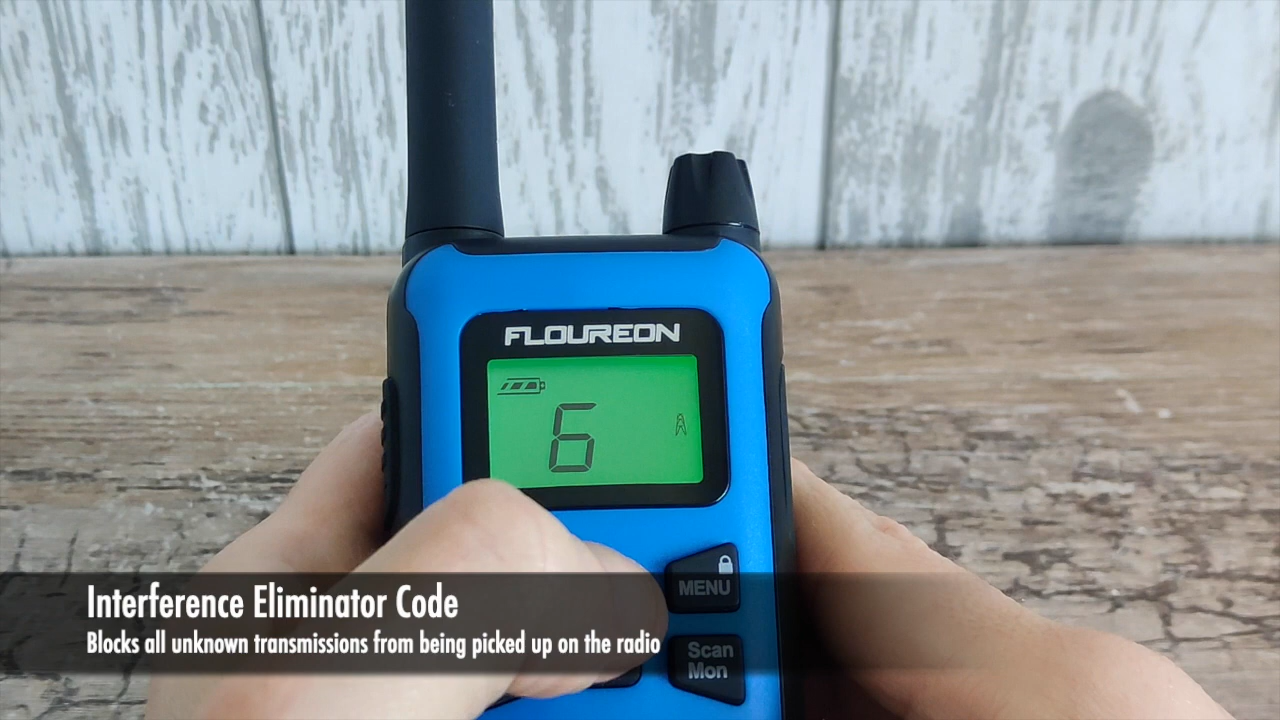 FLOUREON
6
MENU
Scan
Mon
Interference Eliminator Code
Blocks all unknown transmissions from being picked up on the radio